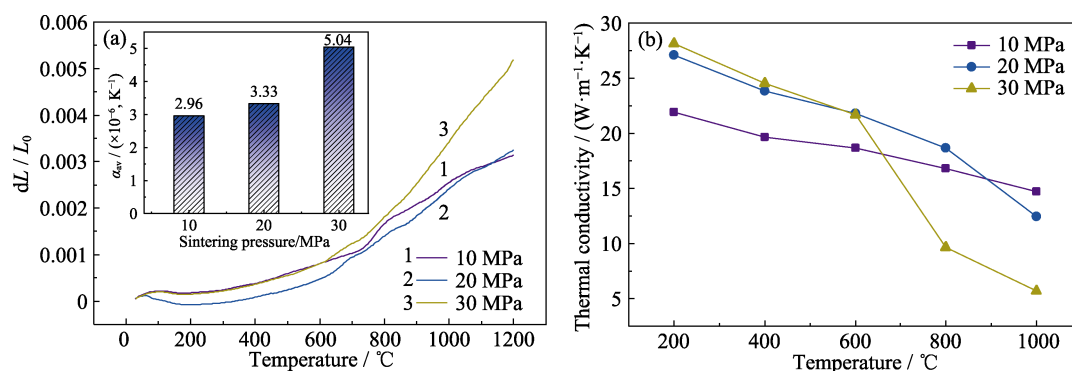 (a)
dL / L0
0.006
0.005
0.004
0.003
0.002
0.001
0
0 200 400 600 800 1000 1200
Temperature / ℃
αav / (×10⁻⁶, K⁻¹)
5
4
3
2
1
0
2.96
3.33
5.04
10 20 30
Sintering pressure/MPa
3
1
2
1 10 MPa
2 20 MPa
3 30 MPa
(b)
Thermal conductivity / (W·m⁻¹·K⁻¹)
30
25
20
15
10
5
200 400 600 800 1000
Temperature / ℃
10 MPa
20 MPa
30 MPa